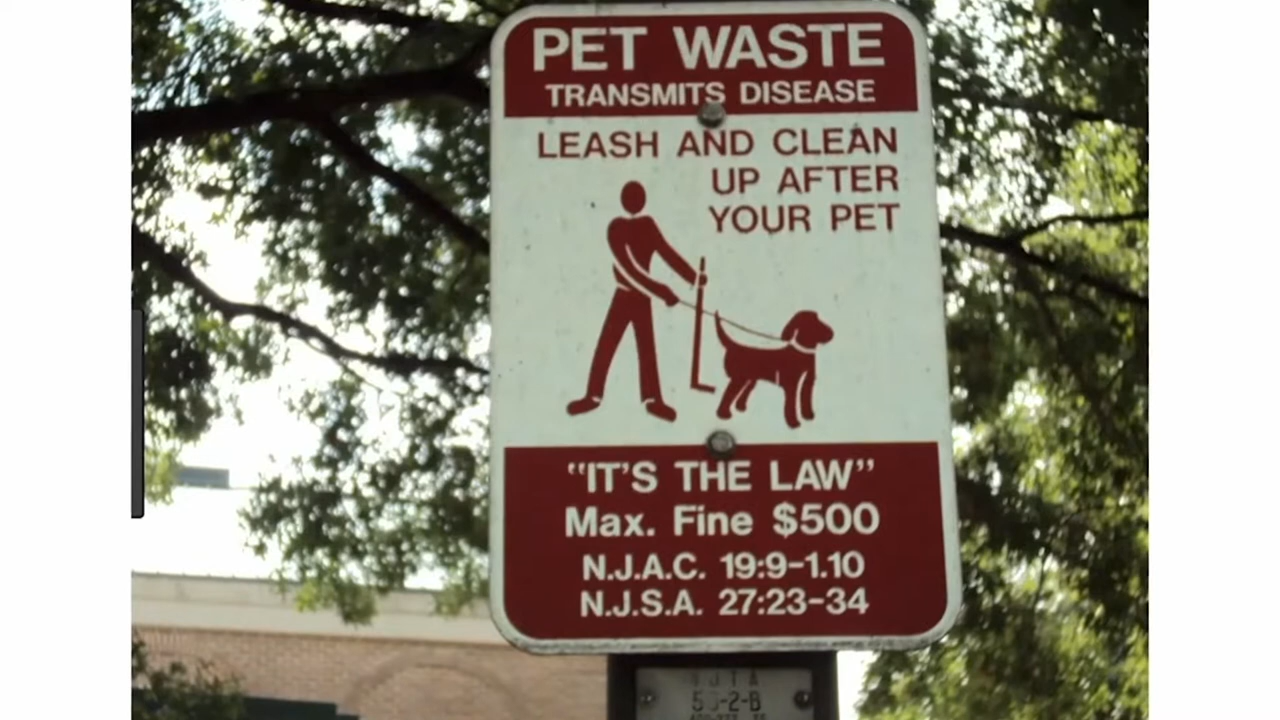 PET WASTE
TRANSMITS DISEASE
LEASH AND CLEAN
UP AFTER
YOUR PET
"IT'S THE LAW"
Max. Fine $500
N.J.A.C. 19:9-1.10
N.J.S.A. 27:23-34